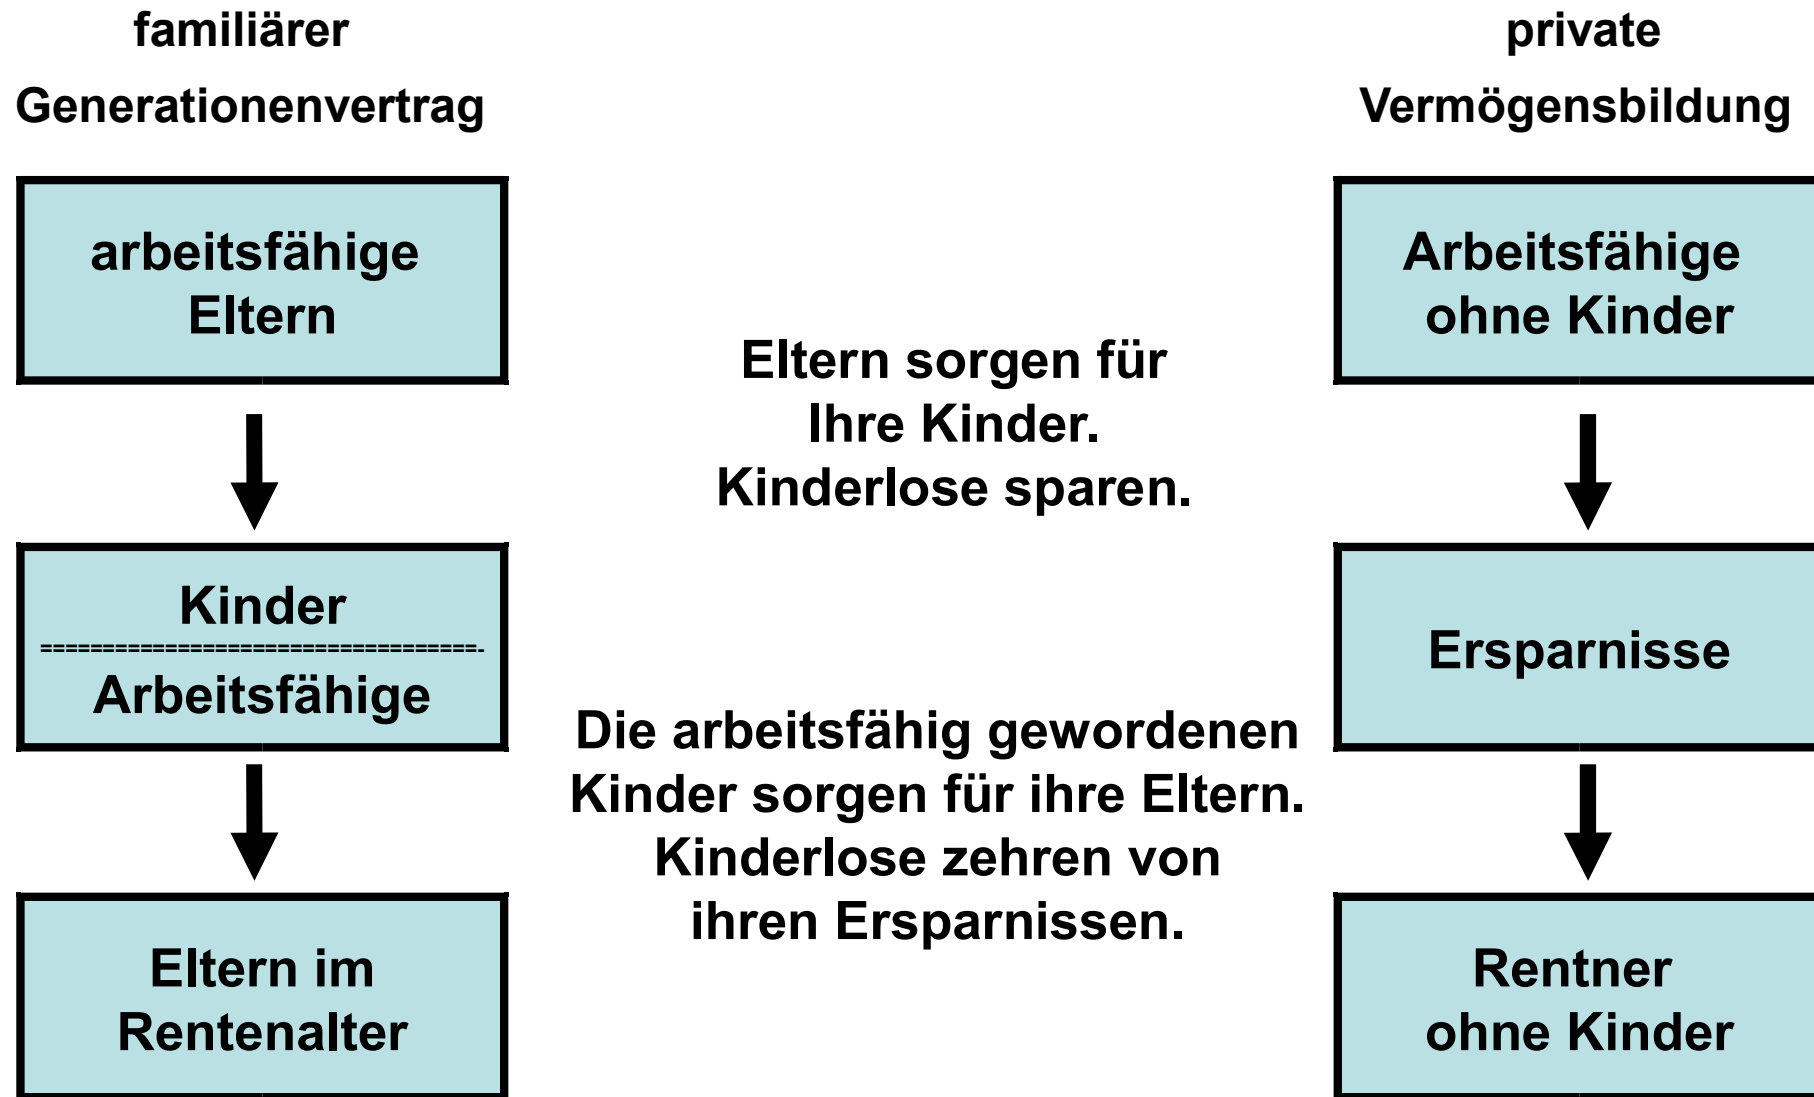 familiärer
Generationenvertrag
private
Vermögensbildung
arbeitsfähige
Eltern
Arbeitsfähige
ohne Kinder
Eltern sorgen für
Ihre Kinder.
Kinderlose sparen.
Kinder
===================================-
Arbeitsfähige
Ersparnisse
Die arbeitsfähig gewordenen
Kinder sorgen für ihre Eltern.
Kinderlose zehren von
ihren Ersparnissen.
Eltern im
Rentenalter
Rentner
ohne Kinder